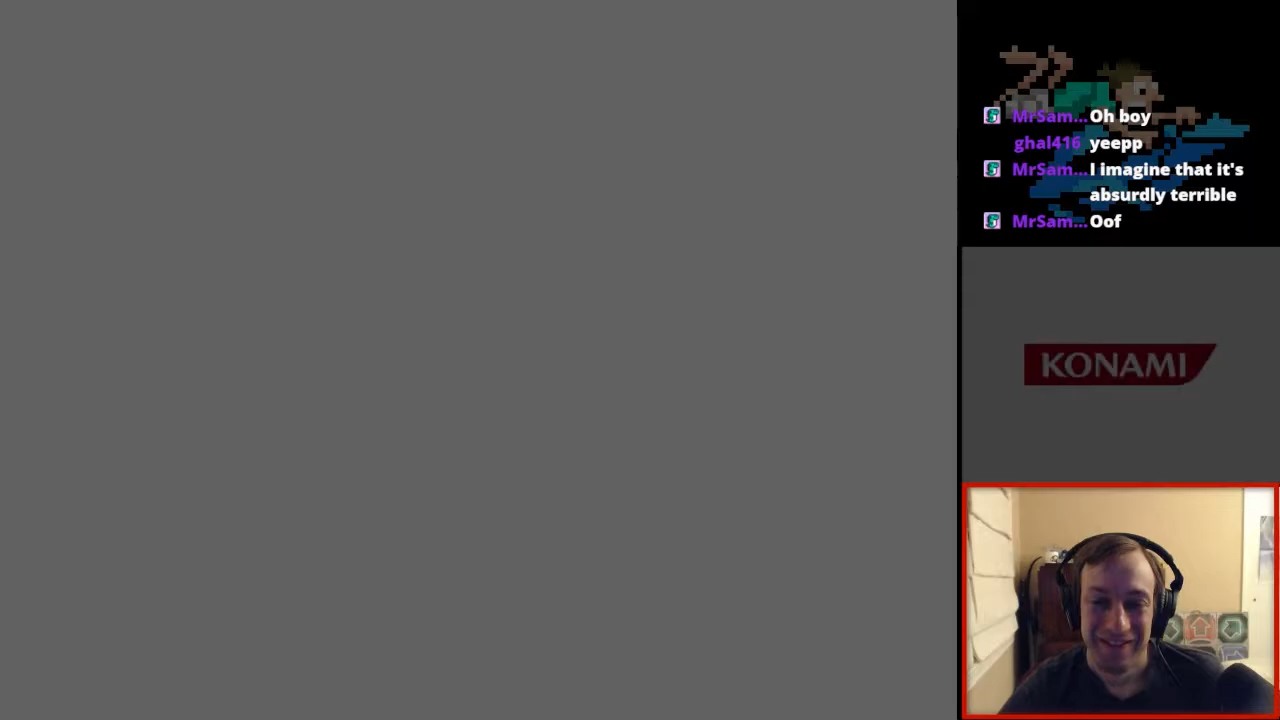 MrSam... Oh boy
ghal416 yeepp
MrSam... I imagine that it's
absurdly terrible
MrSam... Oof
KONAMI